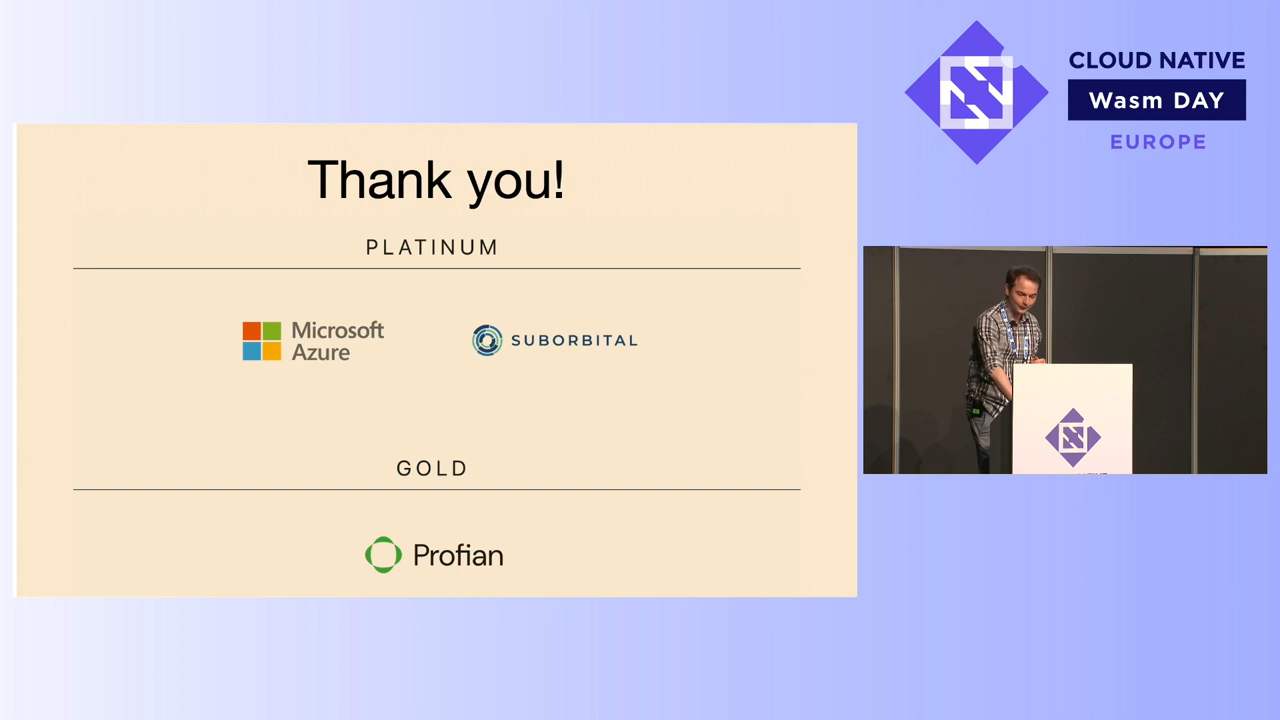 CLOUD NATIVE
Wasm DAY
EUROPE
Thank you!
PLATINUM
Microsoft
Azure
SUBORBITAL
GOLD
Profian